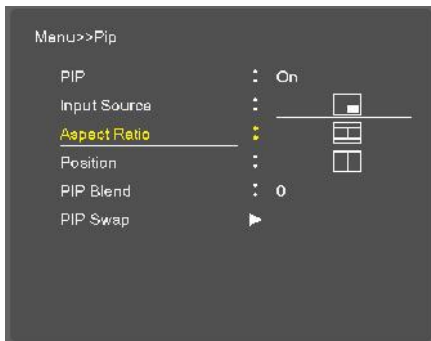 Menu>>Pip
PIP : On
Input Source :
Aspect Ratio :
Position :
PIP Blend : 0
PIP Swap